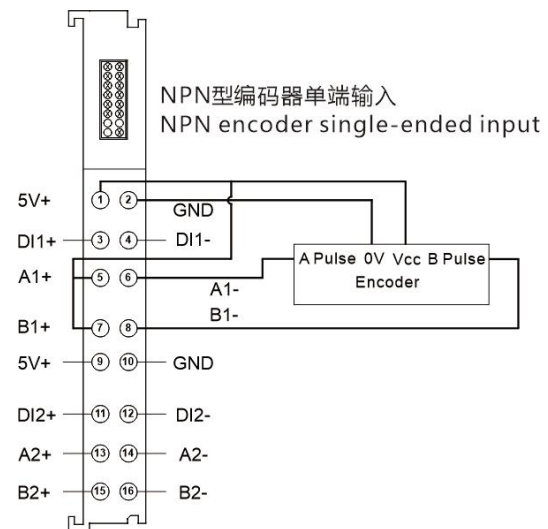 NPN型编码器单端输入
NPN encoder single-ended input
5V+ 1 2 GND
DI1+ 3 4 DI1-
A1+ 5 6 A1-
B1+ 7 8 B1-
5V+ 9 10 GND
DI2+ 11 12 DI2-
A2+ 13 14 A2-
B2+ 15 16 B2-
A Pulse 0V Vcc B Pulse
Encoder